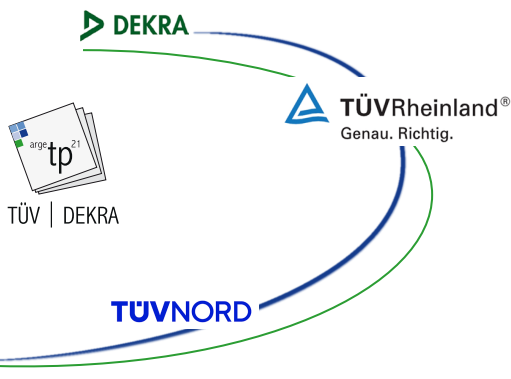 DEKRA
TÜVRheinland®
Genau. Richtig.
arge tp 21
TÜV | DEKRA
TÜVNORD